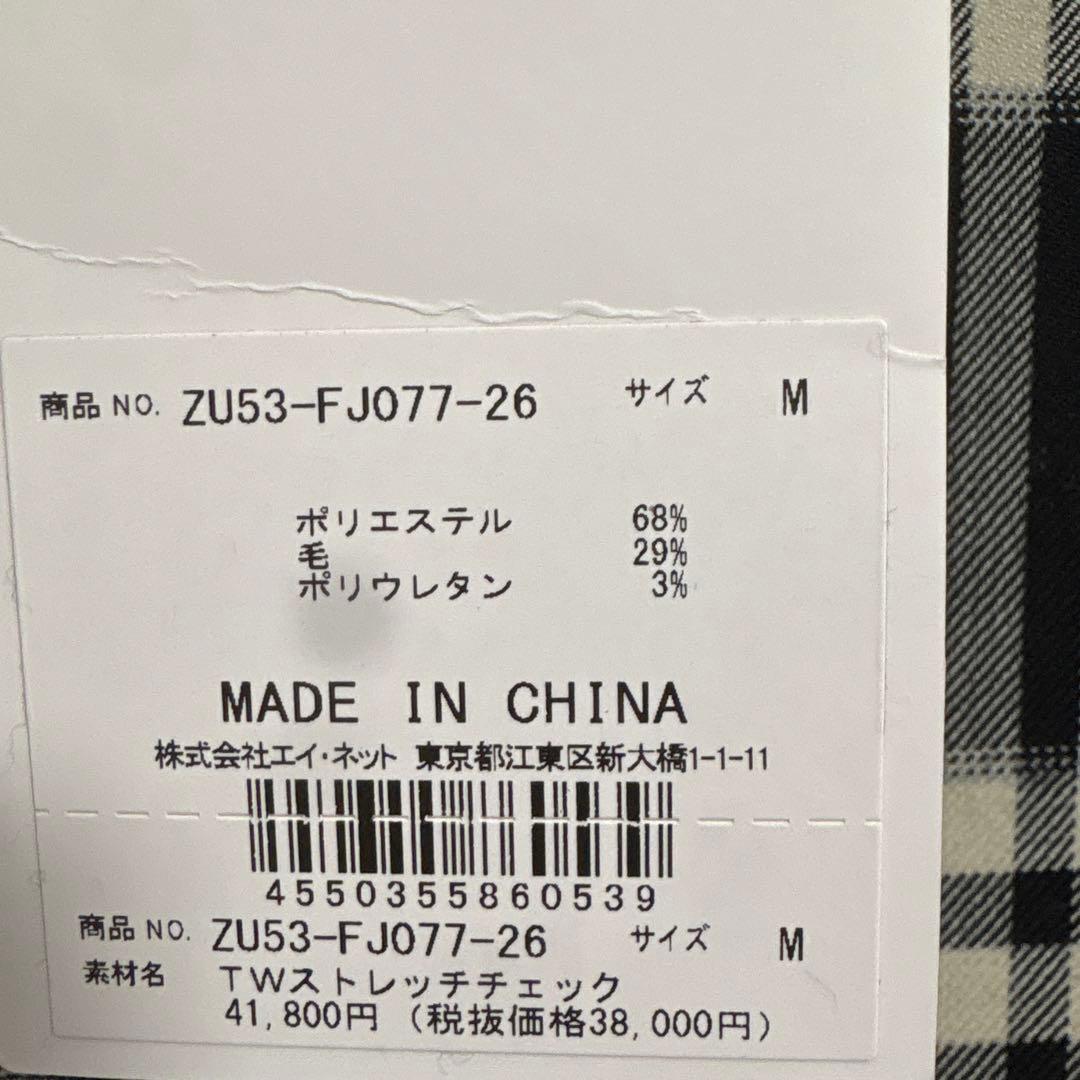 商品 NO. ZU53-FJ077-26 サイズ M
ポリエステル 68%
毛 29%
ポリウレタン 3%
MADE IN CHINA
株式会社エイ・ネット 東京都江東区新大橋1-1-11
4550355860539
商品 NO. ZU53-FJ077-26 サイズ M
素材名 TWストレッチチェック
41,800円 (税抜価格38,000円)